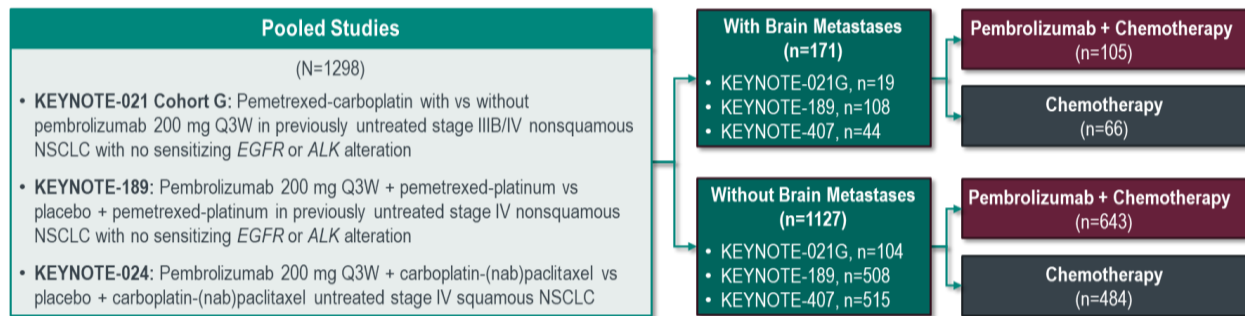 Pooled Studies
(N=1298)
• KEYNOTE-021 Cohort G: Pemetrexed-carboplatin with vs without
pembrolizumab 200 mg Q3W in previously untreated stage IIIB/IV nonsquamous
NSCLC with no sensitizing EGFR or ALK alteration
• KEYNOTE-189: Pembrolizumab 200 mg Q3W + pemetrexed-platinum vs
placebo + pemetrexed-platinum in previously untreated stage IV nonsquamous
NSCLC with no sensitizing EGFR or ALK alteration
• KEYNOTE-024: Pembrolizumab 200 mg Q3W + carboplatin-(nab)paclitaxel vs
placebo + carboplatin-(nab)paclitaxel untreated stage IV squamous NSCLC
With Brain Metastases
(n=171)
• KEYNOTE-021G, n=19
• KEYNOTE-189, n=108
• KEYNOTE-407, n=44
Pembrolizumab + Chemotherapy
(n=105)
Chemotherapy
(n=66)
Without Brain Metastases
(n=1127)
• KEYNOTE-021G, n=104
• KEYNOTE-189, n=508
• KEYNOTE-407, n=515
Pembrolizumab + Chemotherapy
(n=643)
Chemotherapy
(n=484)